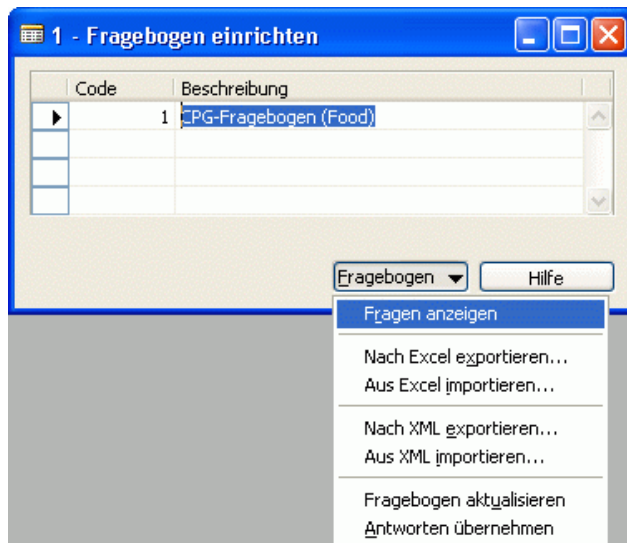 1 - Fragebogen einrichten
Code Beschreibung
1 CPG-Fragebogen (Food)
Fragebogen Hilfe
Fragen anzeigen
Nach Excel exportieren...
Aus Excel importieren...
Nach XML exportieren...
Aus XML importieren...
Fragebogen aktualisieren
Antworten übernehmen